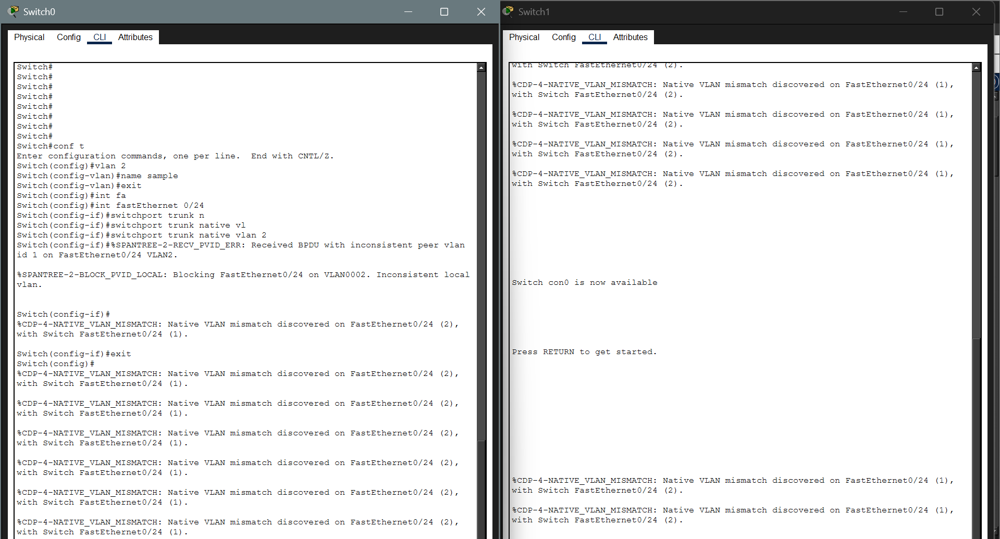 Switch0
Physical Config CLI Attributes
Switch#
Switch#
Switch#
Switch#
Switch#
Switch#
Switch#
Switch#
Switch#conf t
Enter configuration commands, one per line.  End with CNTL/Z.
Switch(config)#vlan 2
Switch(config-vlan)#name sample
Switch(config-vlan)#exit
Switch(config)#int fa
Switch(config)#int fastEthernet 0/24
Switch(config-if)#switchport trunk n
Switch(config-if)#switchport trunk native vl
Switch(config-if)#switchport trunk native vlan 2
Switch(config-if)#%SPANTREE-2-RECV_PVID_ERR: Received BPDU with inconsistent peer vlan
id 1 on FastEthernet0/24 VLAN2.
%SPANTREE-2-BLOCK_PVID_LOCAL: Blocking FastEthernet0/24 on VLAN0002. Inconsistent local
vlan.
Switch(config-if)#
%CDP-4-NATIVE_VLAN_MISMATCH: Native VLAN mismatch discovered on FastEthernet0/24 (2),
with Switch FastEthernet0/24 (1).
Switch(config-if)#exit
Switch(config)#
%CDP-4-NATIVE_VLAN_MISMATCH: Native VLAN mismatch discovered on FastEthernet0/24 (2),
with Switch FastEthernet0/24 (1).
%CDP-4-NATIVE_VLAN_MISMATCH: Native VLAN mismatch discovered on FastEthernet0/24 (2),
with Switch FastEthernet0/24 (1).
%CDP-4-NATIVE_VLAN_MISMATCH: Native VLAN mismatch discovered on FastEthernet0/24 (2),
with Switch FastEthernet0/24 (1).
%CDP-4-NATIVE_VLAN_MISMATCH: Native VLAN mismatch discovered on FastEthernet0/24 (2),
with Switch FastEthernet0/24 (1).
%CDP-4-NATIVE_VLAN_MISMATCH: Native VLAN mismatch discovered on FastEthernet0/24 (2),
with Switch FastEthernet0/24 (1).
%CDP-4-NATIVE_VLAN_MISMATCH: Native VLAN mismatch discovered on FastEthernet0/24 (2),
with Switch FastEthernet0/24 (1).
Switch1
Physical Config CLI Attributes
with Switch FastEthernet0/24 (2).
%CDP-4-NATIVE_VLAN_MISMATCH: Native VLAN mismatch discovered on FastEthernet0/24 (1),
with Switch FastEthernet0/24 (2).
%CDP-4-NATIVE_VLAN_MISMATCH: Native VLAN mismatch discovered on FastEthernet0/24 (1),
with Switch FastEthernet0/24 (2).
%CDP-4-NATIVE_VLAN_MISMATCH: Native VLAN mismatch discovered on FastEthernet0/24 (1),
with Switch FastEthernet0/24 (2).
%CDP-4-NATIVE_VLAN_MISMATCH: Native VLAN mismatch discovered on FastEthernet0/24 (1),
with Switch FastEthernet0/24 (2).
Switch con0 is now available
Press RETURN to get started.
%CDP-4-NATIVE_VLAN_MISMATCH: Native VLAN mismatch discovered on FastEthernet0/24 (1),
with Switch FastEthernet0/24 (2).
%CDP-4-NATIVE_VLAN_MISMATCH: Native VLAN mismatch discovered on FastEthernet0/24 (1),
with Switch FastEthernet0/24 (2).